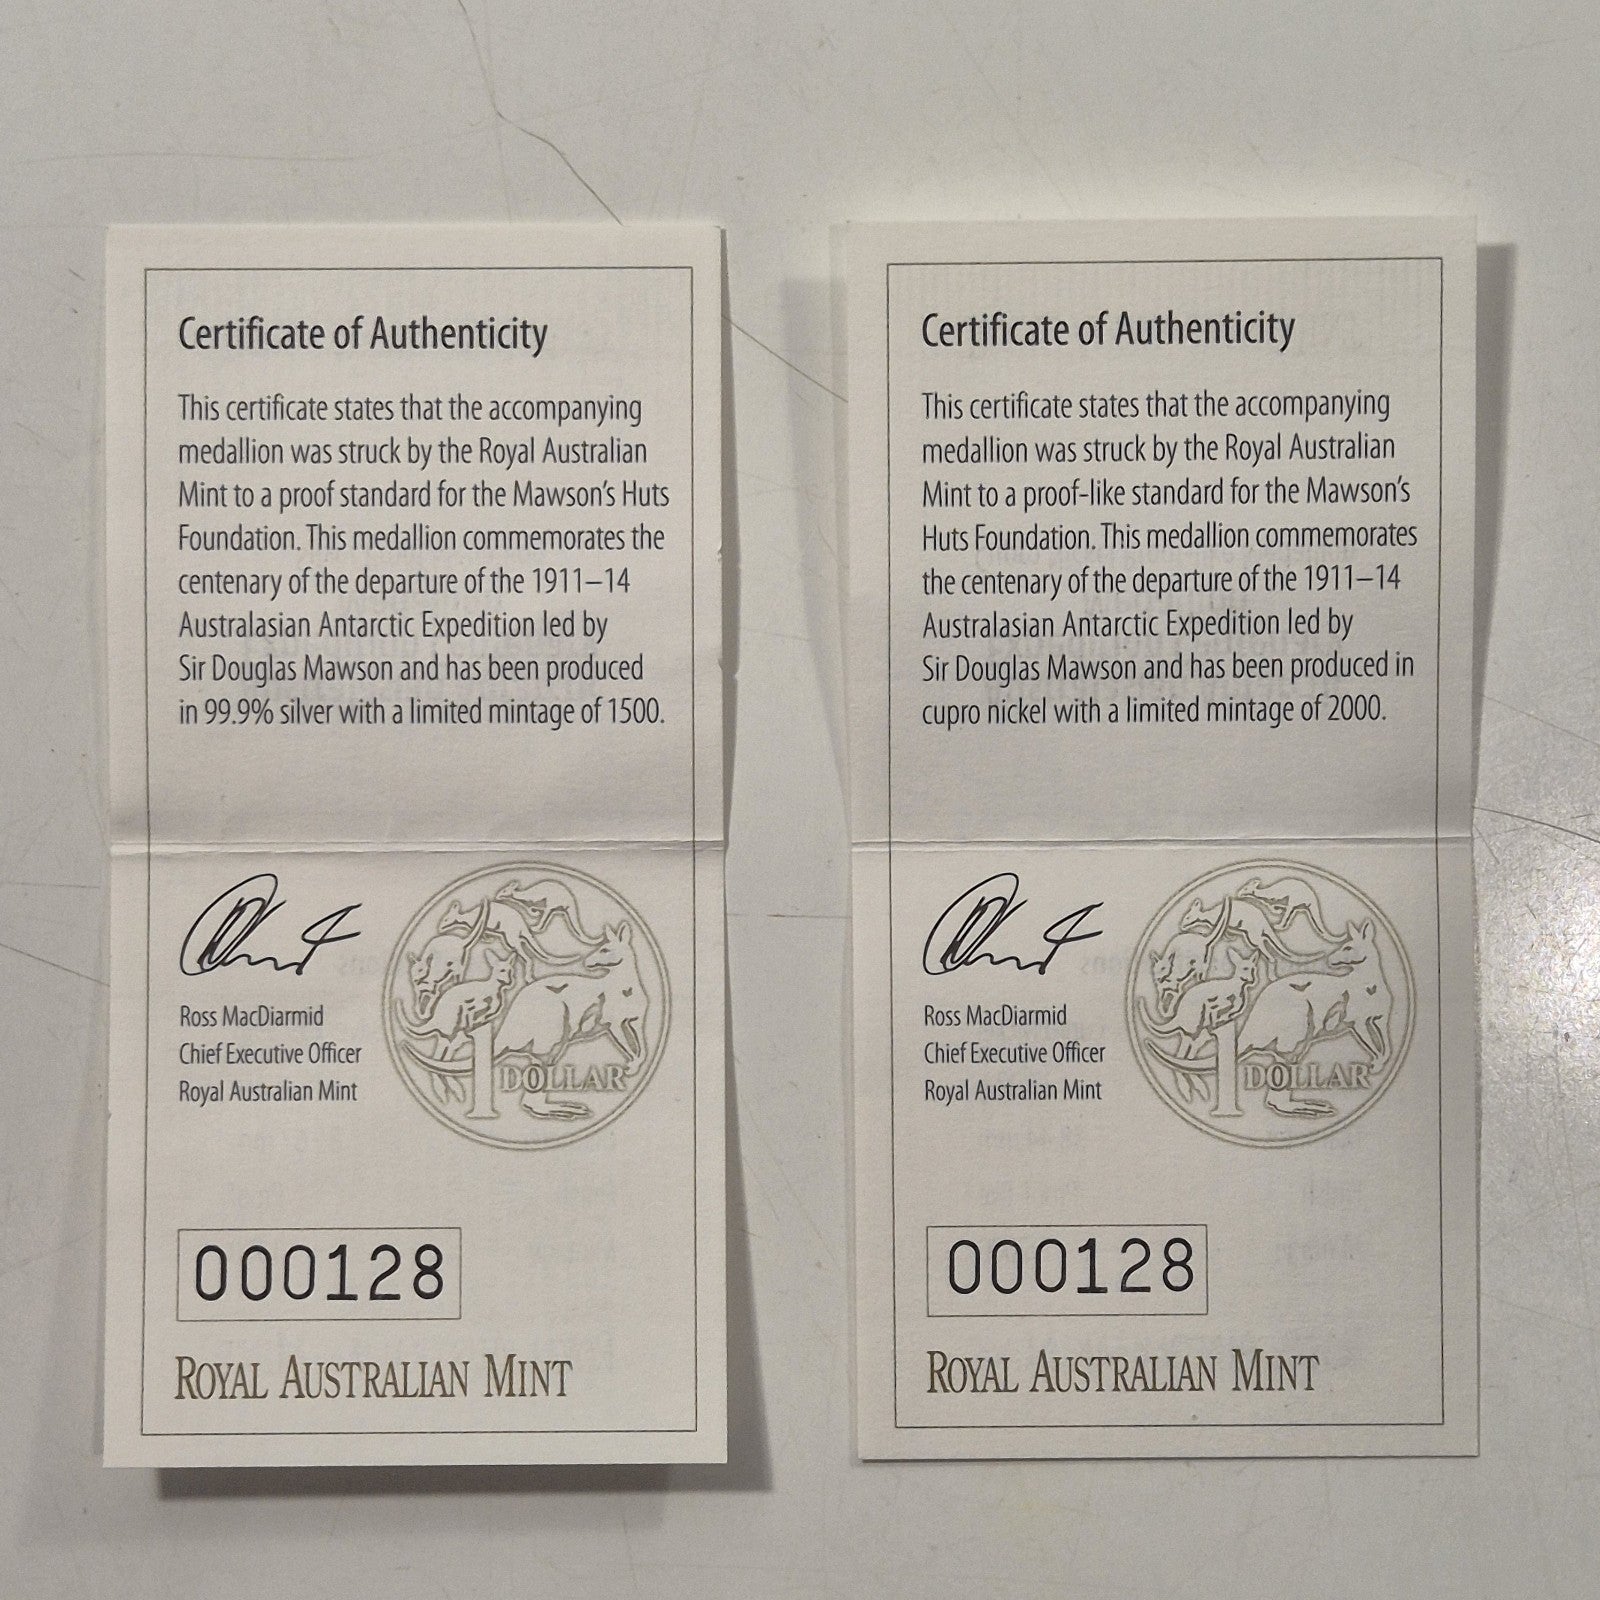 Certificate of Authenticity
This certificate states that the accompanying
medallion was struck by the Royal Australian
Mint to a proof standard for the Mawson’s Huts
Foundation. This medallion commemorates the
centenary of the departure of the 1911–14
Australasian Antarctic Expedition led by
Sir Douglas Mawson and has been produced
in 99.9% silver with a limited mintage of 1500.
Ross MacDiarmid
Chief Executive Officer
Royal Australian Mint
1 DOLLAR
000128
ROYAL AUSTRALIAN MINT
Certificate of Authenticity
This certificate states that the accompanying
medallion was struck by the Royal Australian
Mint to a proof-like standard for the Mawson’s
Huts Foundation. This medallion commemorates
the centenary of the departure of the 1911–14
Australasian Antarctic Expedition led by
Sir Douglas Mawson and has been produced in
cupro nickel with a limited mintage of 2000.
Ross MacDiarmid
Chief Executive Officer
Royal Australian Mint
1 DOLLAR
000128
ROYAL AUSTRALIAN MINT